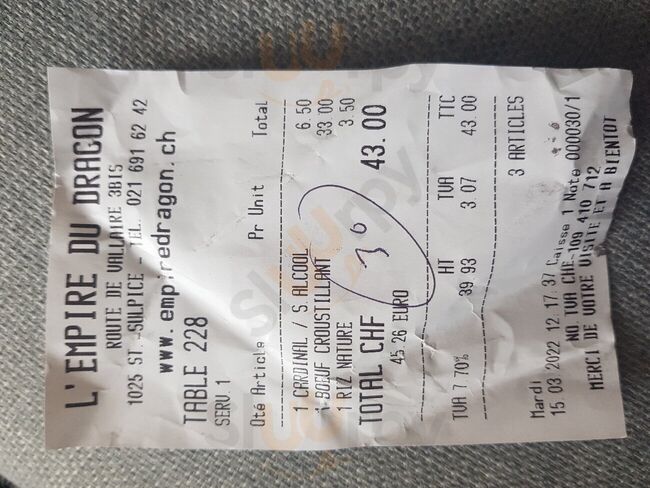 L'EMPIRE DU DRAGON
ROUTE DE VALLAIRE 3BIS
1025 ST.-SULPICE - TEL. 021 691 62 42
www.empiredragon.ch
TABLE 228
SERV 1
Qté Article Pr Unit Total
1 CARDINAL / S ALCOOL 6.50
1 BOEUF CROUSTILLANT 33.00
1 RIZ NATURE 3.50
TOTAL CHF 43.00
45.26 EURO
30
HT TVA TTC
TVA 7.70% 39.93 3.07 43.00
3 ARTICLES
Mardi
15.03 2022 12.17.37 Caisse 1 Note 000030/1
NO TVA CHE-109 410 712
MERCI DE VOTRE VISITE ET A BIENTOT
Sluurpy